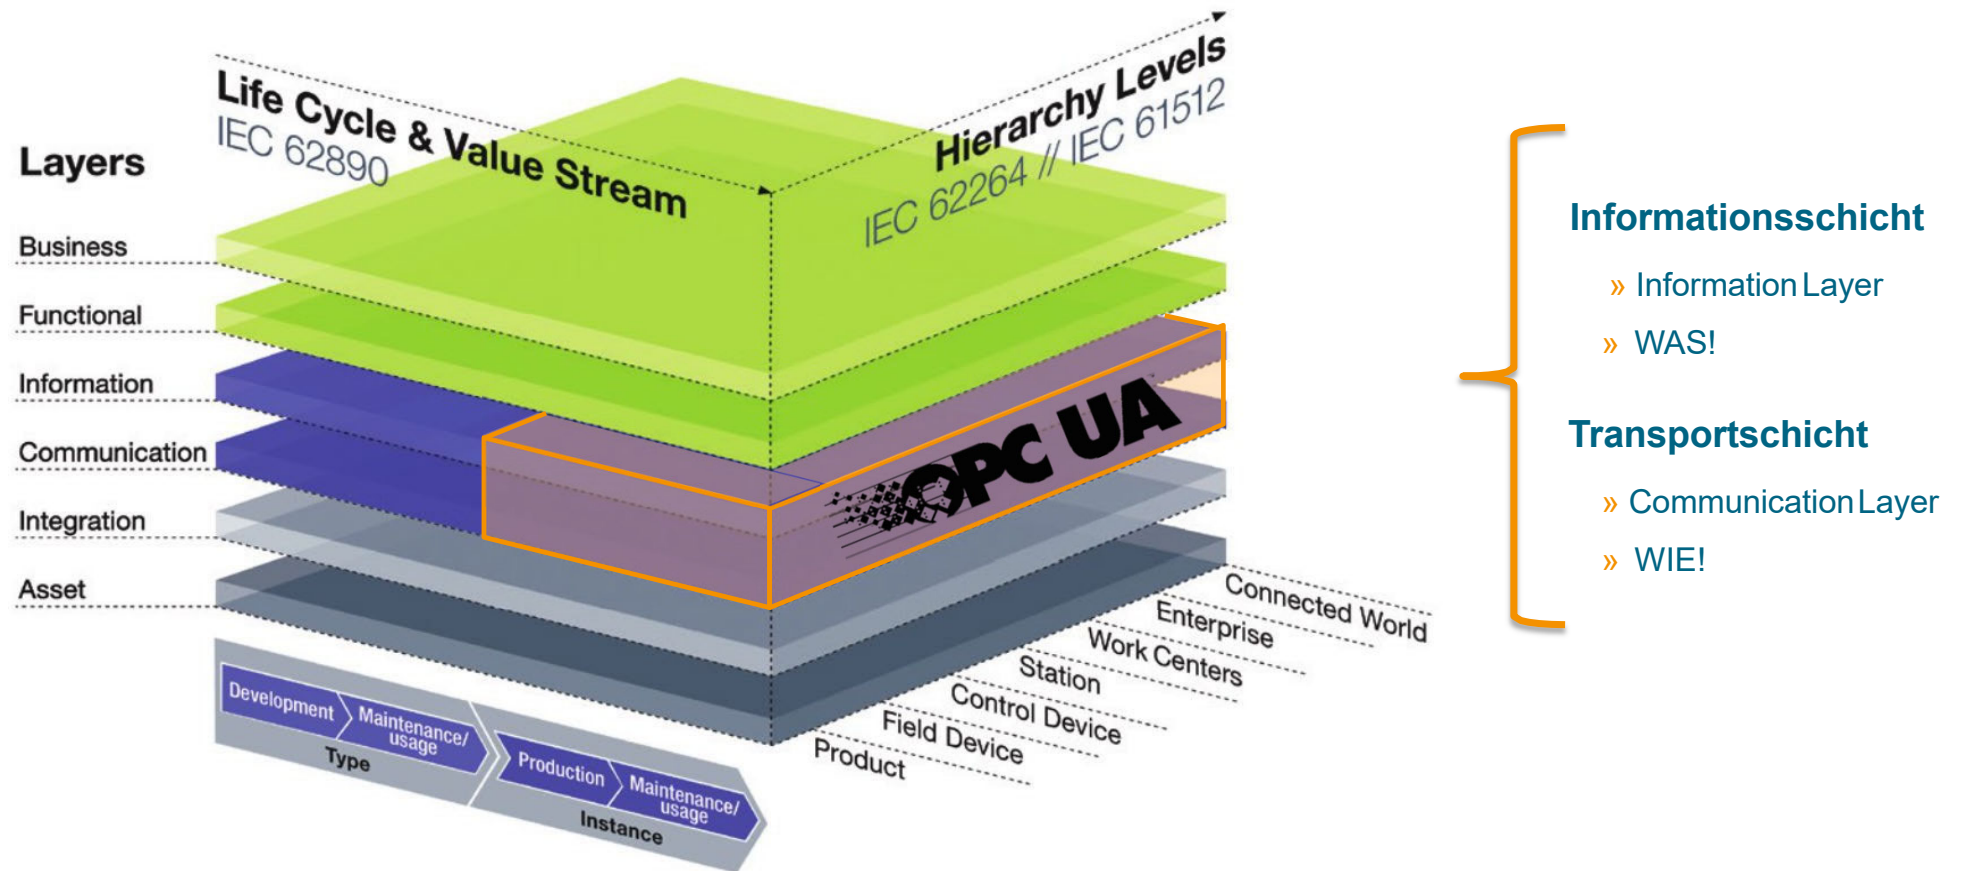 Life Cycle & Value Stream
IEC 62890
Hierarchy Levels
IEC 62264 // IEC 61512
Layers
Business
Functional
Information
Communication
Integration
Asset
OPC UA
Development
Maintenance/
usage
Type
Production
Maintenance/
usage
Instance
Product
Field Device
Control Device
Station
Work Centers
Enterprise
Connected World
Informationsschicht
» Information Layer
» WAS!
Transportschicht
» Communication Layer
» WIE!